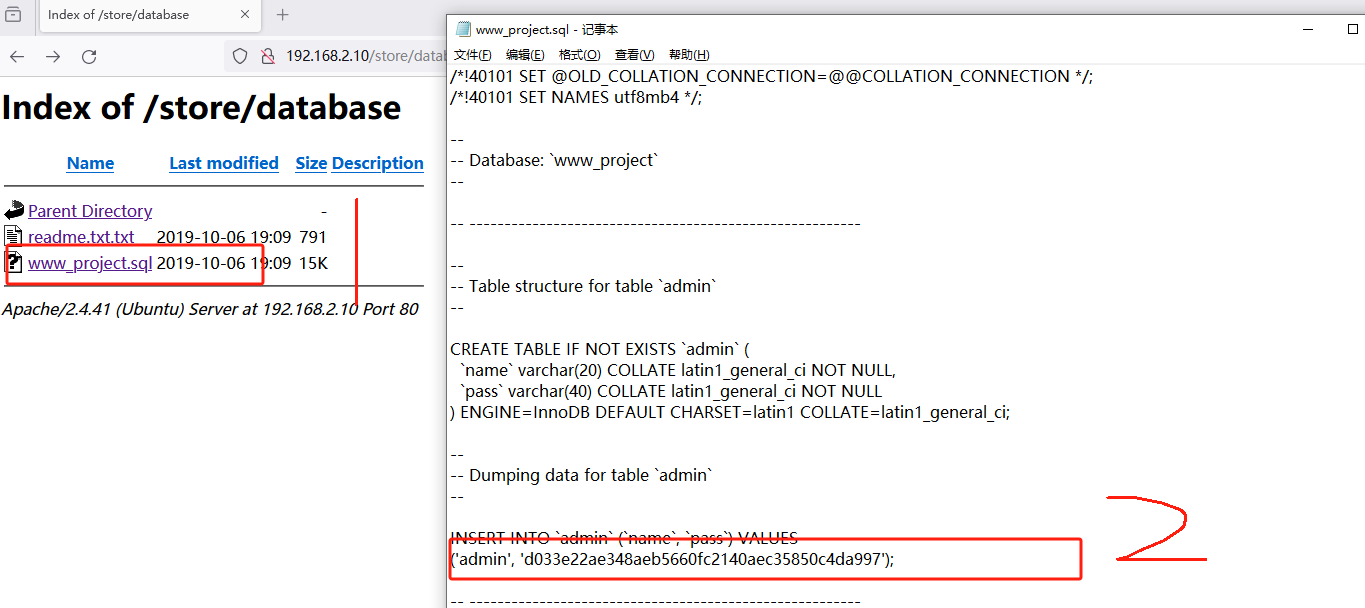 Index of /store/database
192.168.2.10/store/datab
Index of /store/database
Name Last modified Size Description
Parent Directory -
readme.txt.txt 2019-10-06 19:09 791
www_project.sql 2019-10-06 19:09 15K
Apache/2.4.41 (Ubuntu) Server at 192.168.2.10 Port 80
www_project.sql - 记事本
文件(F) 编辑(E) 格式(O) 查看(V) 帮助(H)
/*!40101 SET @OLD_COLLATION_CONNECTION=@@COLLATION_CONNECTION */;
/*!40101 SET NAMES utf8mb4 */;
--
-- Database: `www_project`
--
-- --------------------------------------------------------
--
-- Table structure for table `admin`
--
CREATE TABLE IF NOT EXISTS `admin` (
`name` varchar(20) COLLATE latin1_general_ci NOT NULL,
`pass` varchar(40) COLLATE latin1_general_ci NOT NULL
) ENGINE=InnoDB DEFAULT CHARSET=latin1 COLLATE=latin1_general_ci;
--
-- Dumping data for table `admin`
--
INSERT INTO `admin` (`name`, `pass`) VALUES
('admin', 'd033e22ae348aeb5660fc2140aec35850c4da997');
-- --------------------------------------------------------
2